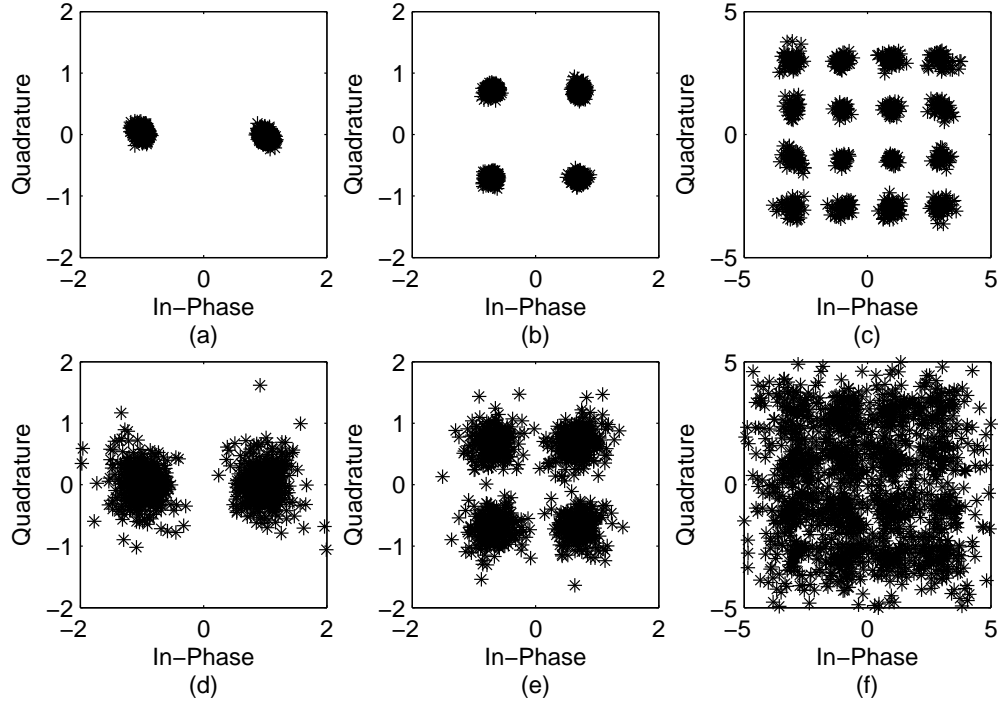 2
1
0
−1
−2
Quadrature
−2 0 2
In−Phase
(a)
2
1
0
−1
−2
Quadrature
−2 0 2
In−Phase
(b)
5
0
−5
Quadrature
−5 0 5
In−Phase
(c)
2
1
0
−1
−2
Quadrature
−2 0 2
In−Phase
(d)
2
1
0
−1
−2
Quadrature
−2 0 2
In−Phase
(e)
5
0
−5
Quadrature
−5 0 5
In−Phase
(f)